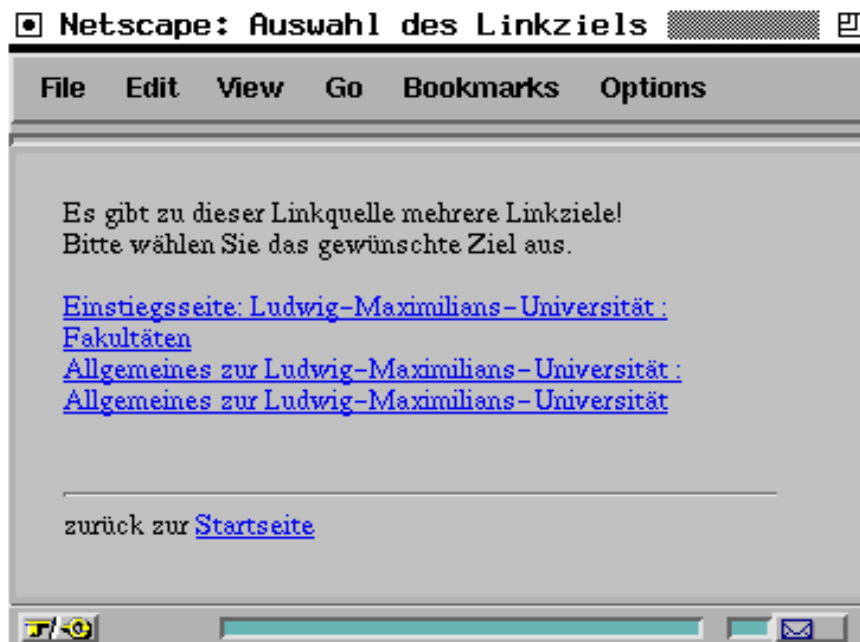 Netscape: Auswahl des Linkziels
File Edit View Go Bookmarks Options
Es gibt zu dieser Linkquelle mehrere Linkziele!
Bitte wählen Sie das gewünschte Ziel aus.
Einstiegsseite: Ludwig-Maximilians-Universität :
Fakultäten
Allgemeines zur Ludwig-Maximilians-Universität :
Allgemeines zur Ludwig-Maximilians-Universität
zurück zur Startseite